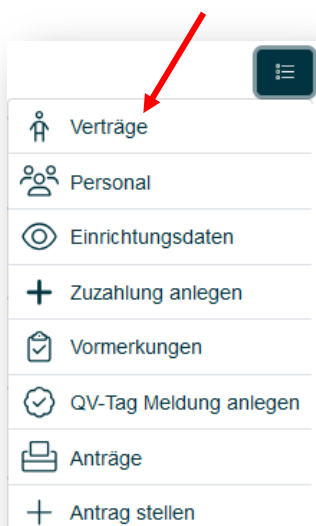 Verträge
Personal
Einrichtungsdaten
Zuzahlung anlegen
Vormerkungen
QV-Tag Meldung anlegen
Anträge
Antrag stellen